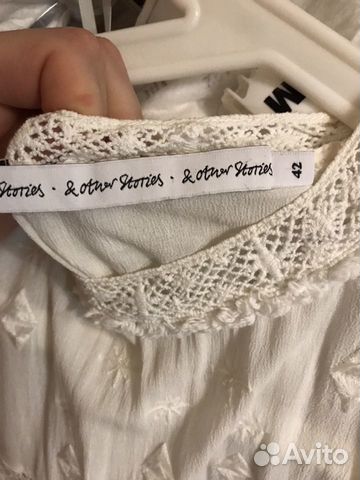 M
Stories · & other Stories · & other Stories ·
42
Avito